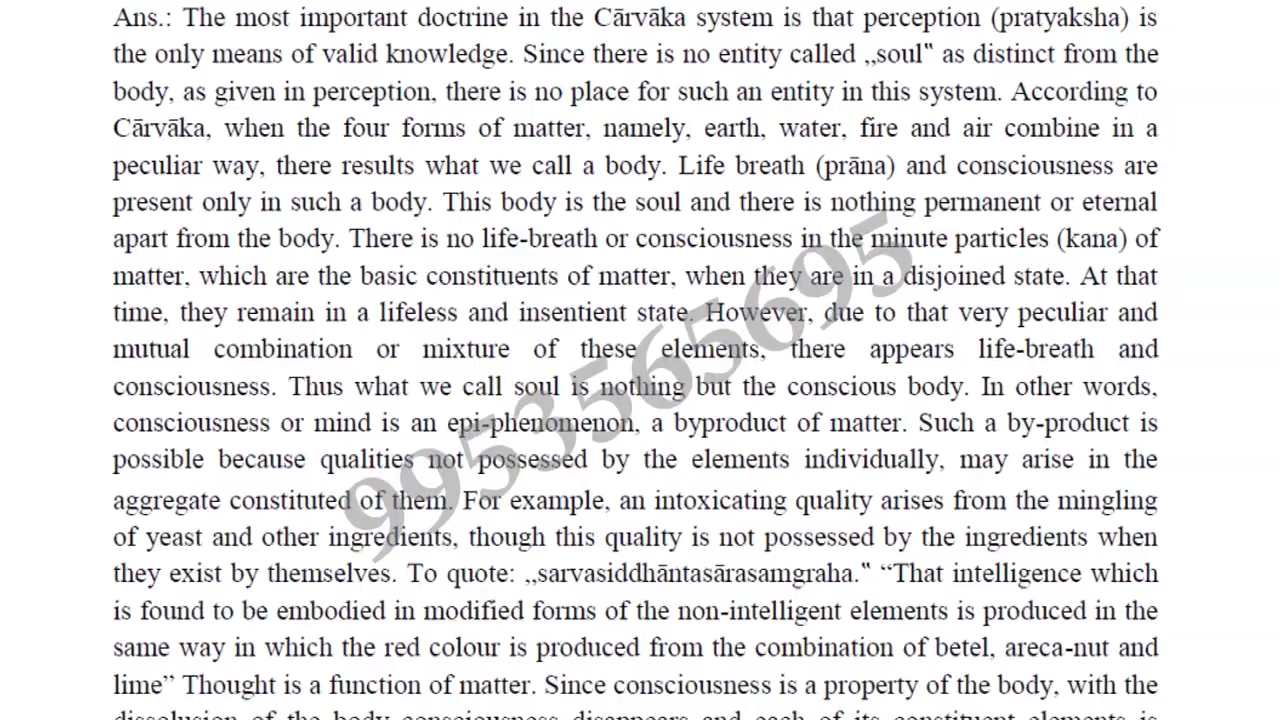 Ans.: The most important doctrine in the Cārvāka system is that perception (pratyaksha) is
the only means of valid knowledge. Since there is no entity called „soul‟ as distinct from the
body, as given in perception, there is no place for such an entity in this system. According to
Cārvāka, when the four forms of matter, namely, earth, water, fire and air combine in a
peculiar way, there results what we call a body. Life breath (prāna) and consciousness are
present only in such a body. This body is the soul and there is nothing permanent or eternal
apart from the body. There is no life-breath or consciousness in the minute particles (kana) of
matter, which are the basic constituents of matter, when they are in a disjoined state. At that
time, they remain in a lifeless and insentient state. However, due to that very peculiar and
mutual combination or mixture of these elements, there appears life-breath and
consciousness. Thus what we call soul is nothing but the conscious body. In other words,
consciousness or mind is an epi-phenomenon, a byproduct of matter. Such a by-product is
possible because qualities not possessed by the elements individually, may arise in the
aggregate constituted of them. For example, an intoxicating quality arises from the mingling
of yeast and other ingredients, though this quality is not possessed by the ingredients when
they exist by themselves. To quote: „sarvasiddhāntasārasamgraha.‟ “That intelligence which
is found to be embodied in modified forms of the non-intelligent elements is produced in the
same way in which the red colour is produced from the combination of betel, areca-nut and
lime” Thought is a function of matter. Since consciousness is a property of the body, with the
dissolution of the body consciousness disappears and each of its constituent elements is
9953565695